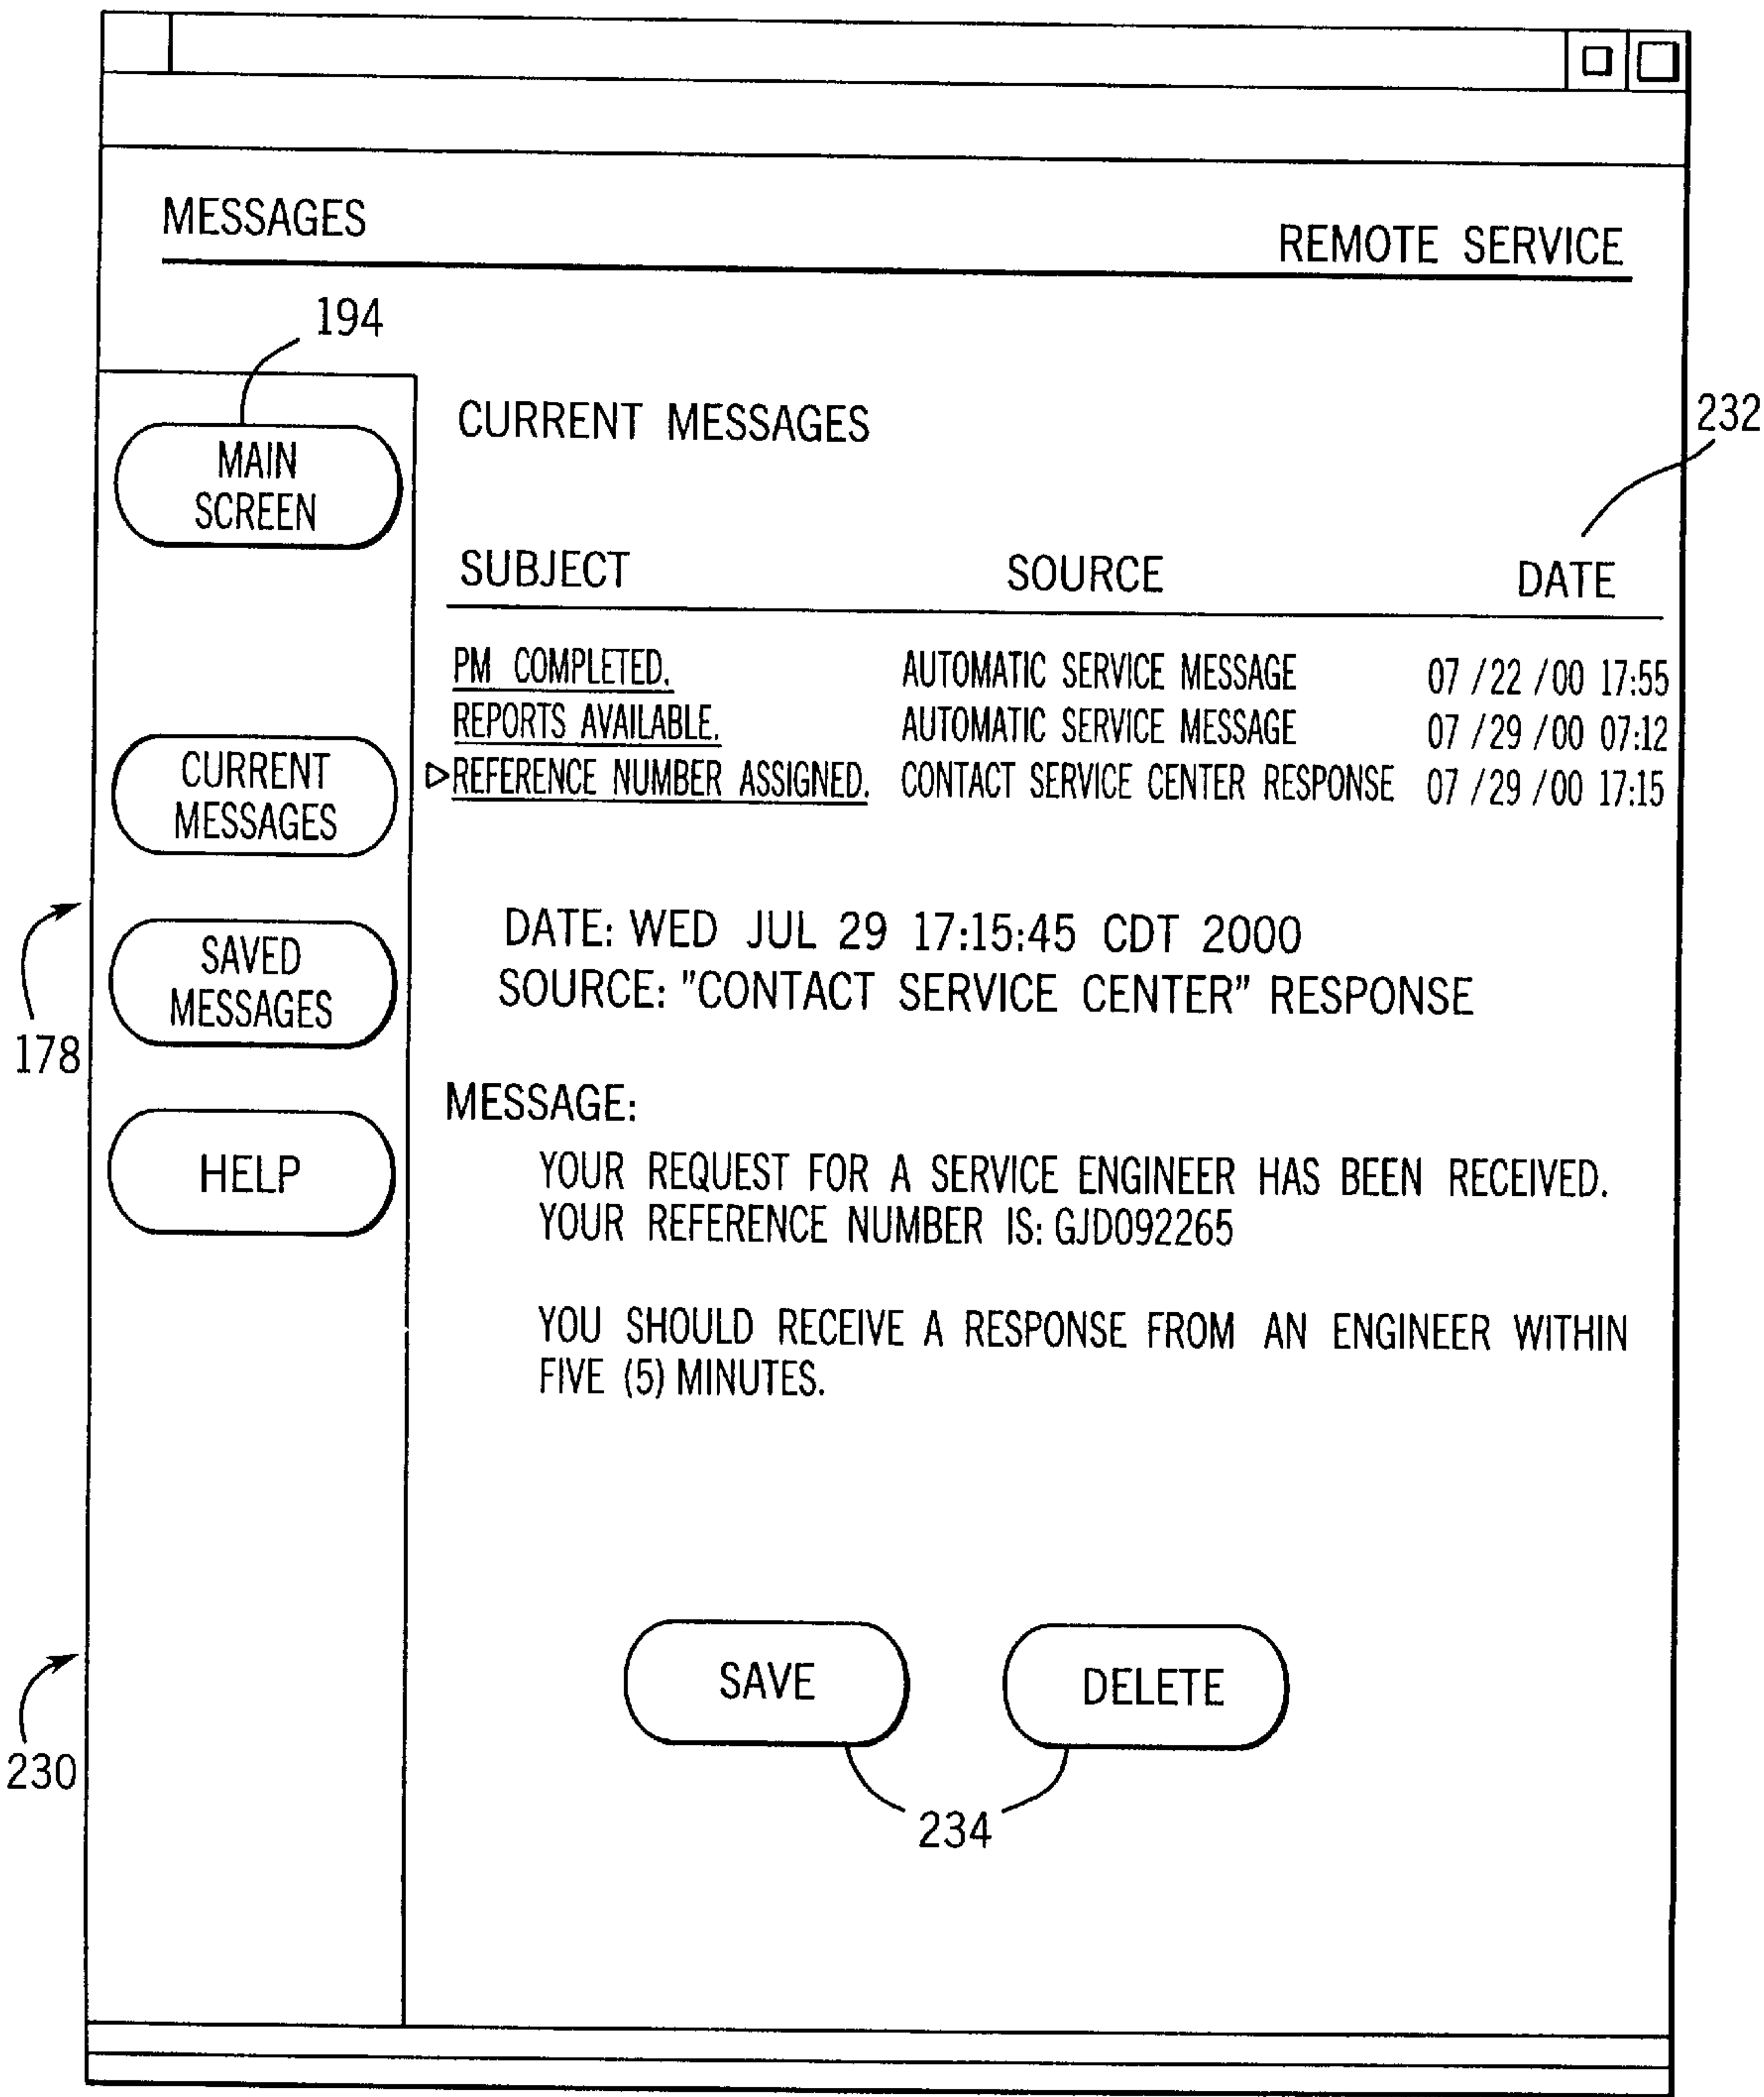 MESSAGES
REMOTE SERVICE
194
MAIN
SCREEN
CURRENT MESSAGES
232
SUBJECT SOURCE DATE
PM COMPLETED. AUTOMATIC SERVICE MESSAGE 07 /22 /00 17:55
REPORTS AVAILABLE. AUTOMATIC SERVICE MESSAGE 07 /29 /00 07:12
▷REFERENCE NUMBER ASSIGNED. CONTACT SERVICE CENTER RESPONSE 07 /29 /00 17:15
CURRENT
MESSAGES
178
SAVED
MESSAGES
HELP
DATE: WED JUL 29 17:15:45 CDT 2000
SOURCE: "CONTACT SERVICE CENTER" RESPONSE
MESSAGE:
YOUR REQUEST FOR A SERVICE ENGINEER HAS BEEN RECEIVED.
YOUR REFERENCE NUMBER IS: GJD092265
YOU SHOULD RECEIVE A RESPONSE FROM AN ENGINEER WITHIN
FIVE (5) MINUTES.
230
SAVE DELETE
234